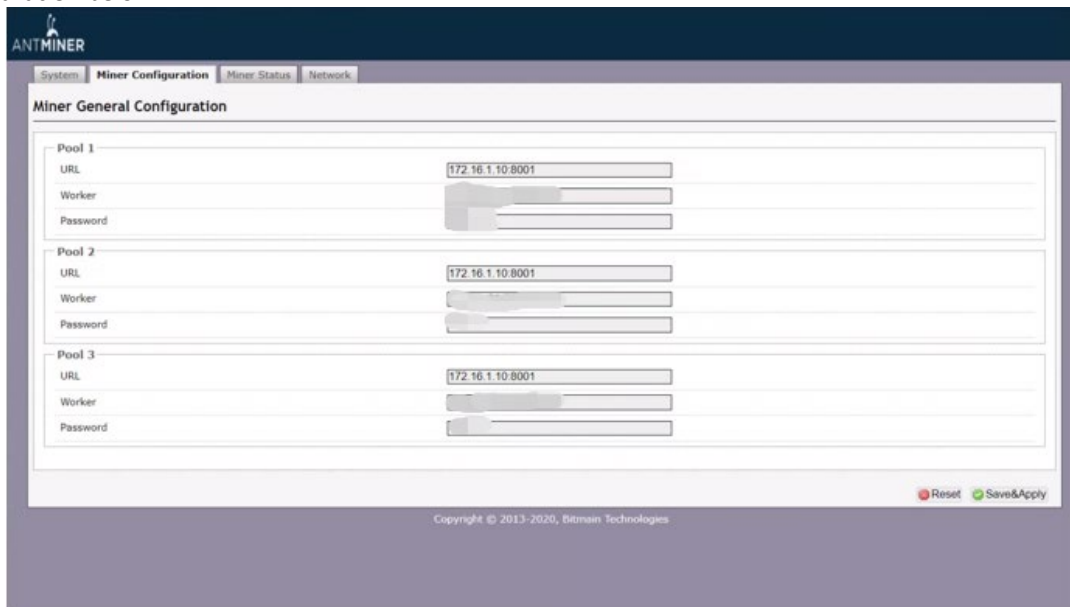 ANTMINER
System Miner Configuration Miner Status Network
Miner General Configuration
Pool 1
URL 172.16.1.10:8001
Worker
Password
Pool 2
URL 172.16.1.10:8001
Worker
Password
Pool 3
URL 172.16.1.10:8001
Worker
Password
Reset Save&Apply
Copyright © 2013-2020, Bitmain Technologies